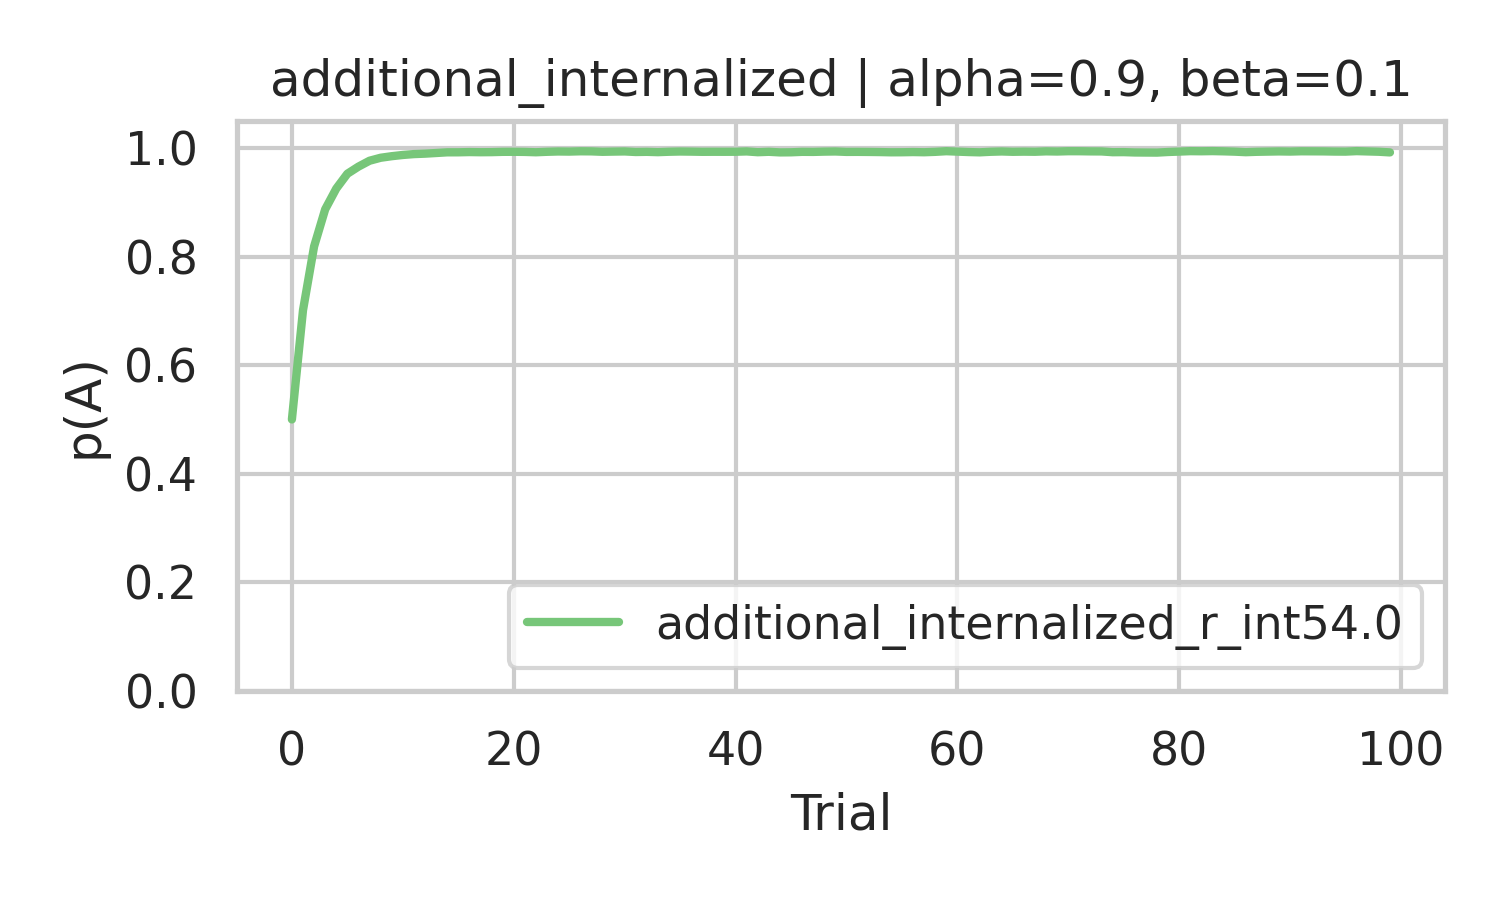 additional_internalized | alpha=0.9, beta=0.1
1.0
0.8
0.6
0.4
0.2
0.0
p(A)
additional_internalized_r_int54.0
0 20 40 60 80 100
Trial